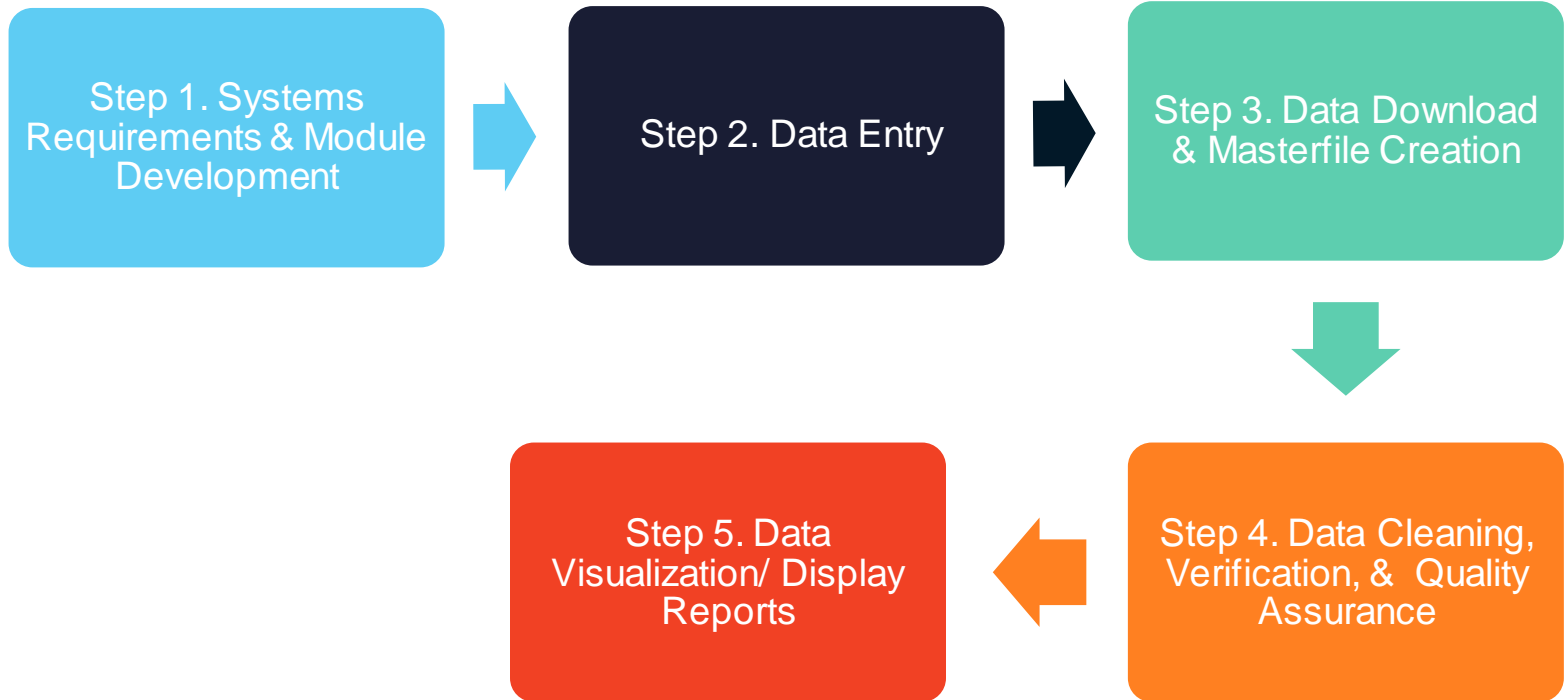 Step 1. Systems
Requirements & Module
Development
Step 2. Data Entry
Step 3. Data Download
& Masterfile Creation
Step 4. Data Cleaning,
Verification, &  Quality
Assurance
Step 5. Data
Visualization/ Display
Reports